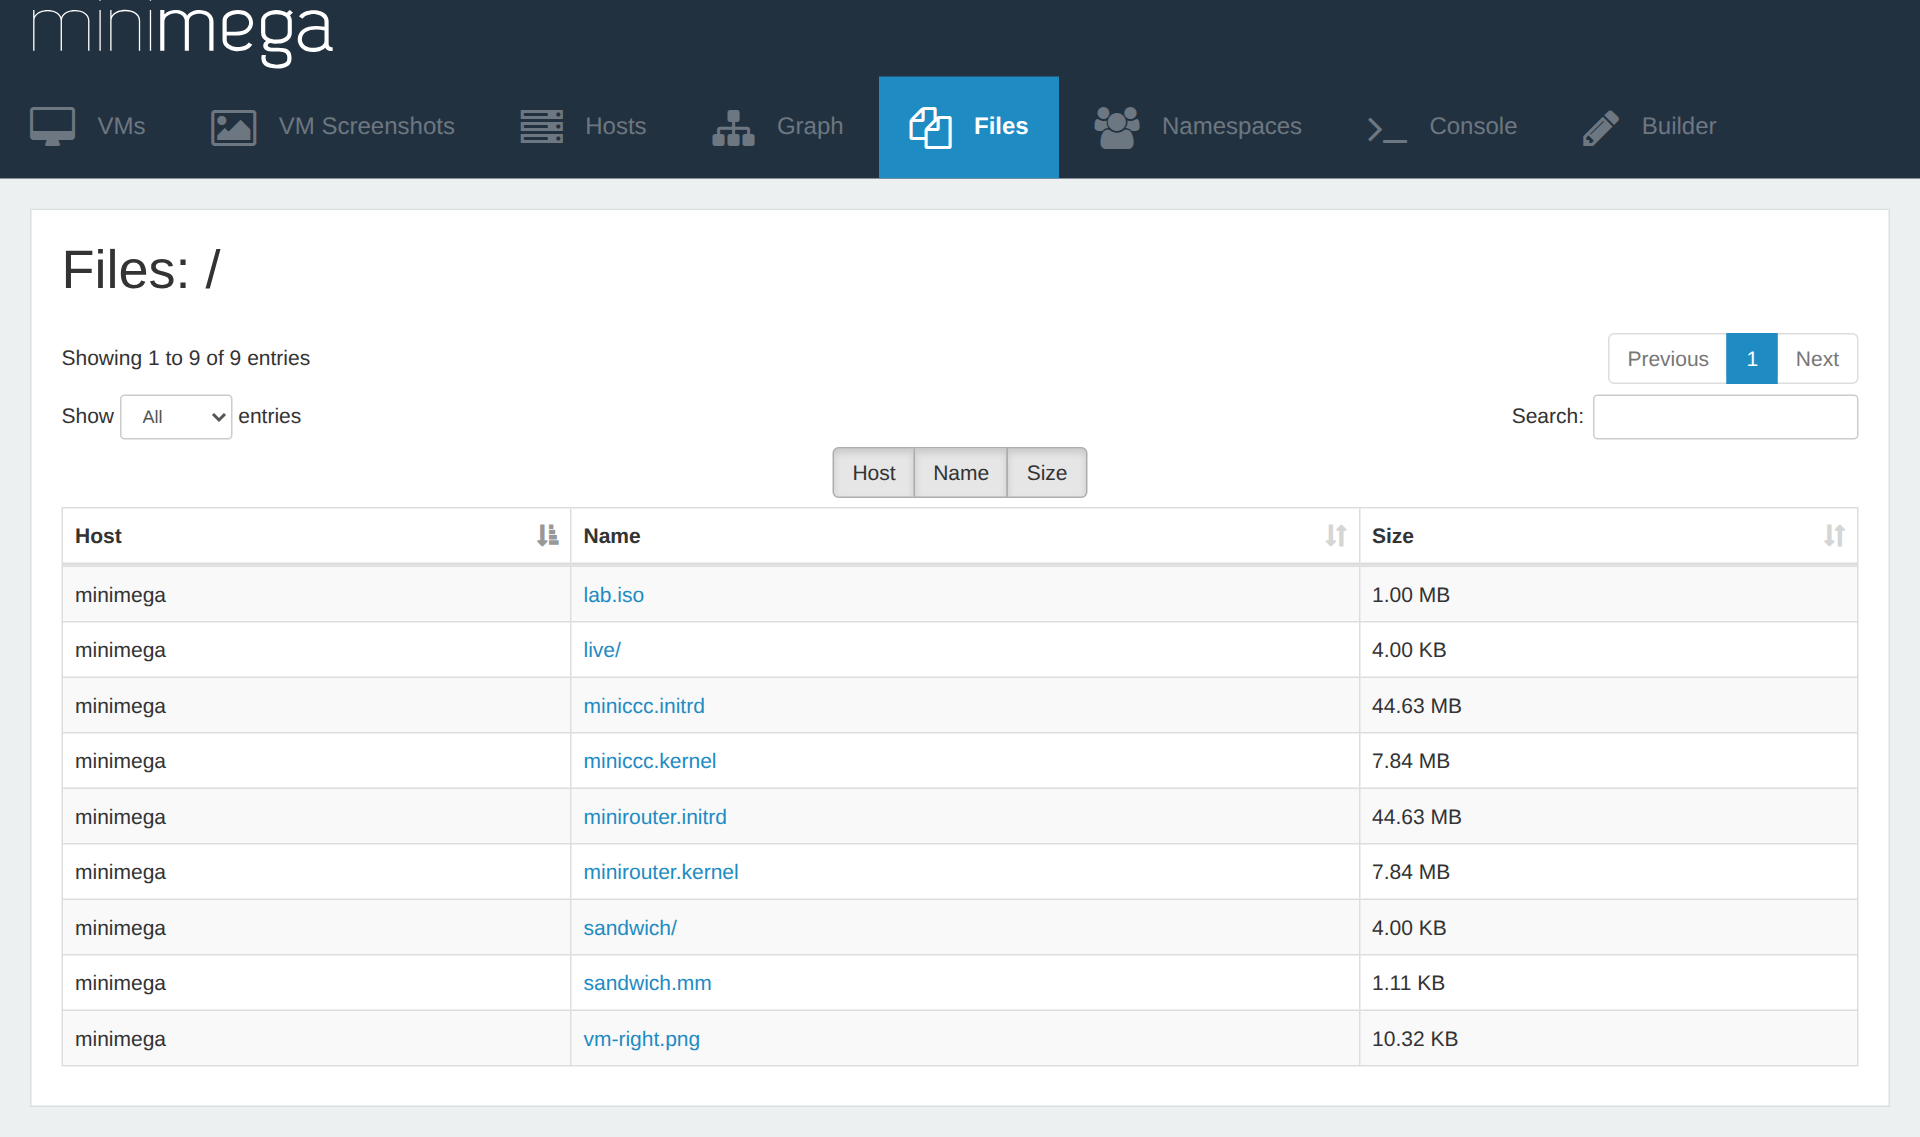 minimega
VMs VM Screenshots Hosts Graph Files Namespaces Console Builder
Files: /
Showing 1 to 9 of 9 entries
Previous 1 Next
Show All entries
Search:
Host Name Size
Host Name Size
minimega lab.iso 1.00 MB
minimega live/ 4.00 KB
minimega miniccc.initrd 44.63 MB
minimega miniccc.kernel 7.84 MB
minimega minirouter.initrd 44.63 MB
minimega minirouter.kernel 7.84 MB
minimega sandwich/ 4.00 KB
minimega sandwich.mm 1.11 KB
minimega vm-right.png 10.32 KB